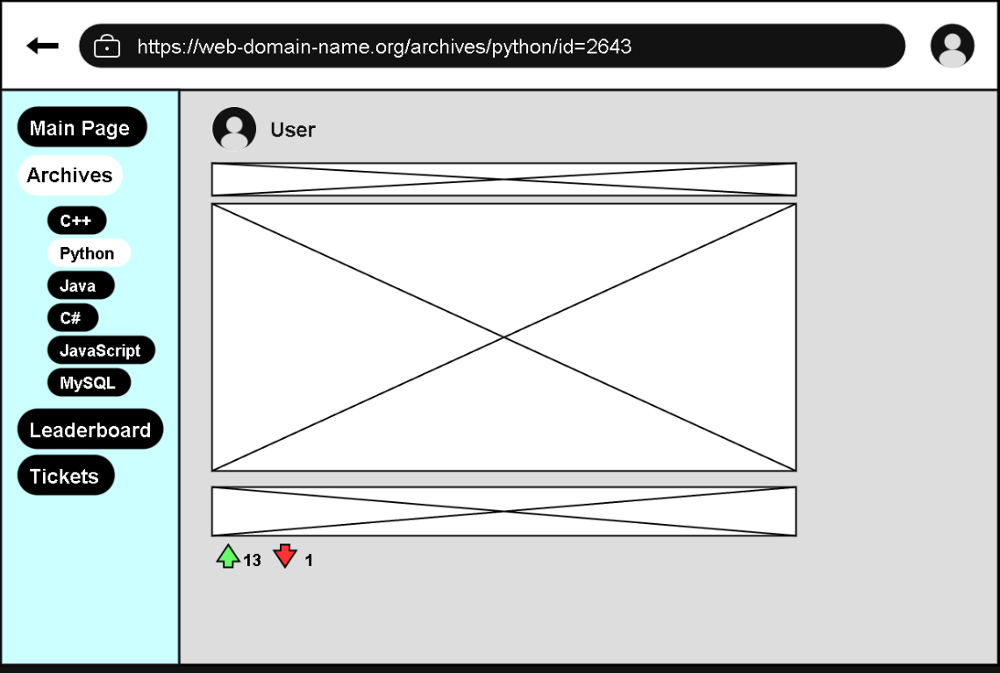 https://web-domain-name.org/archives/python/id=2643
Main Page
Archives
C++
Python
Java
C#
JavaScript
MySQL
Leaderboard
Tickets
User
13
1